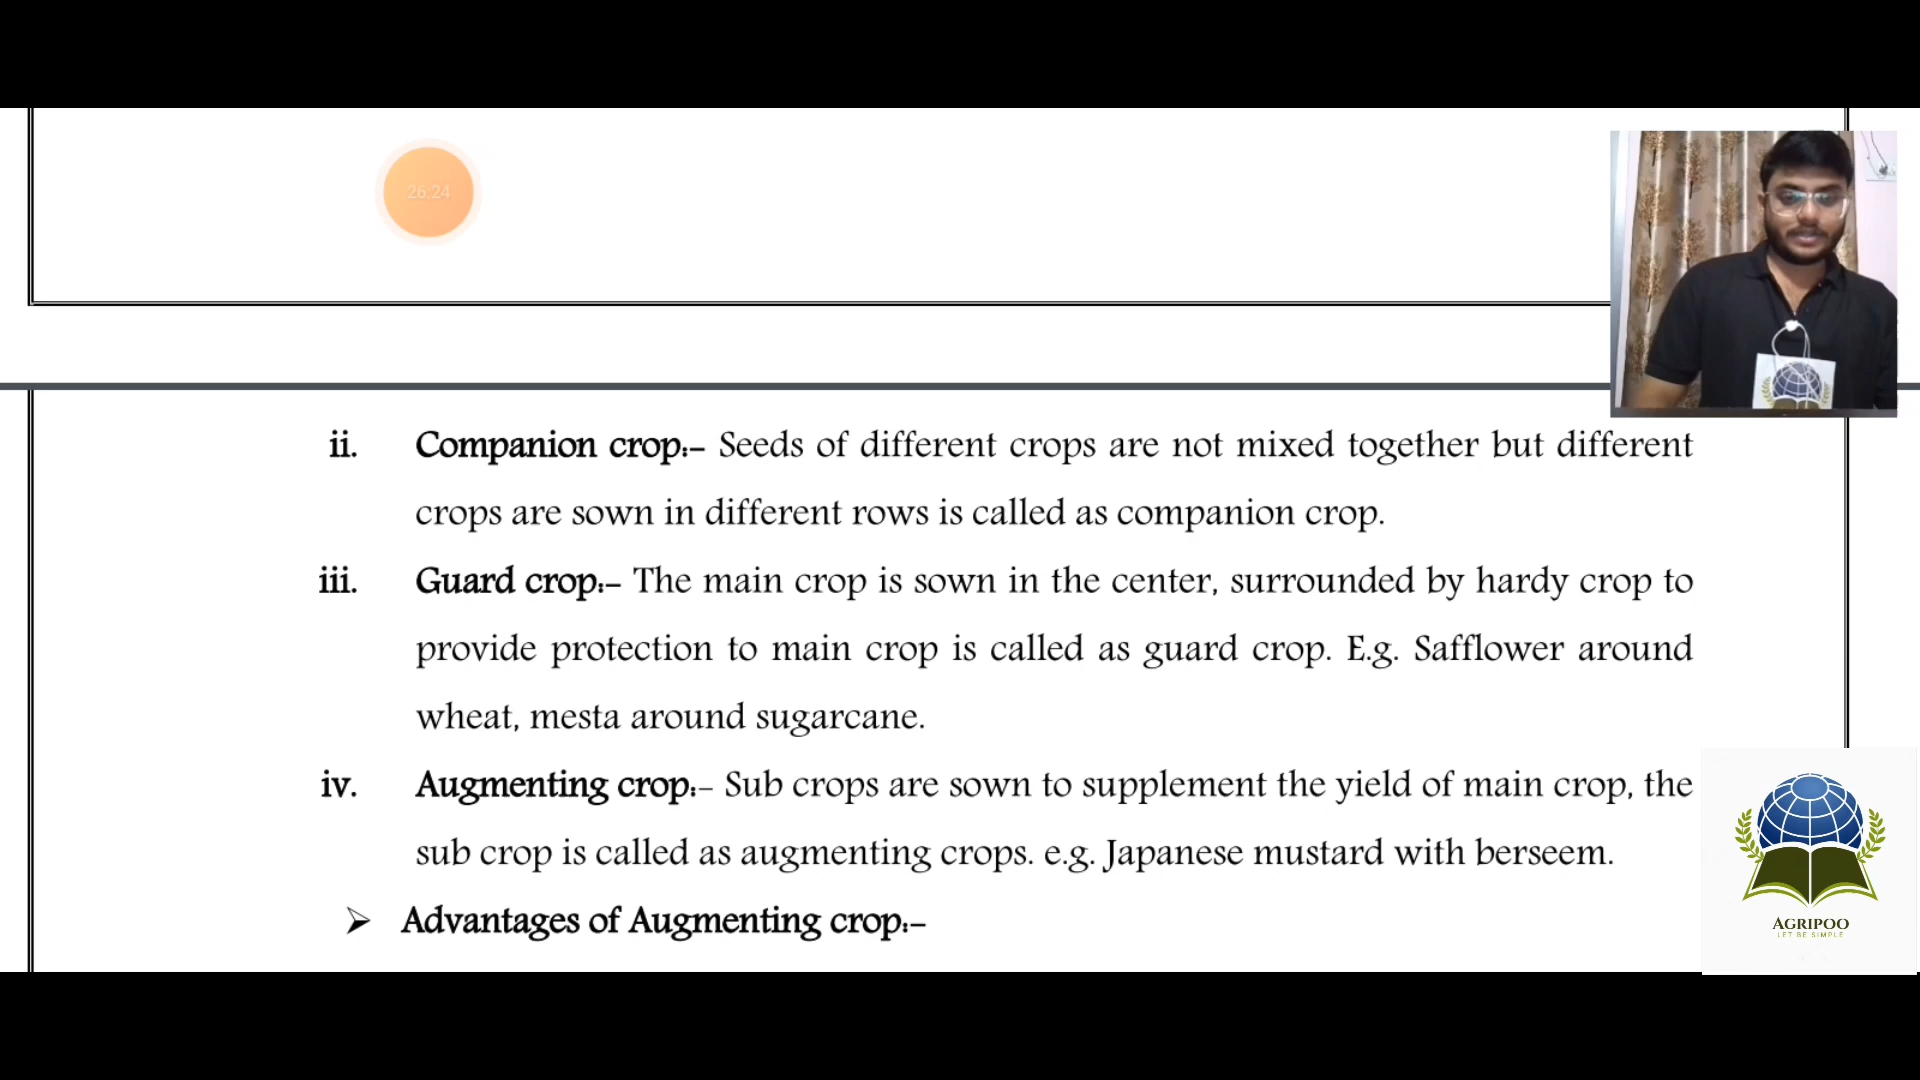 26:24
ii. Companion crop:- Seeds of different crops are not mixed together but different
crops are sown in different rows is called as companion crop.
iii. Guard crop:- The main crop is sown in the center, surrounded by hardy crop to
provide protection to main crop is called as guard crop. E.g. Safflower around
wheat, mesta around sugarcane.
iv. Augmenting crop:- Sub crops are sown to supplement the yield of main crop, the
sub crop is called as augmenting crops. e.g. Japanese mustard with berseem.
➢ Advantages of Augmenting crop:-
AGRIPOO
LET BE SIMPLE